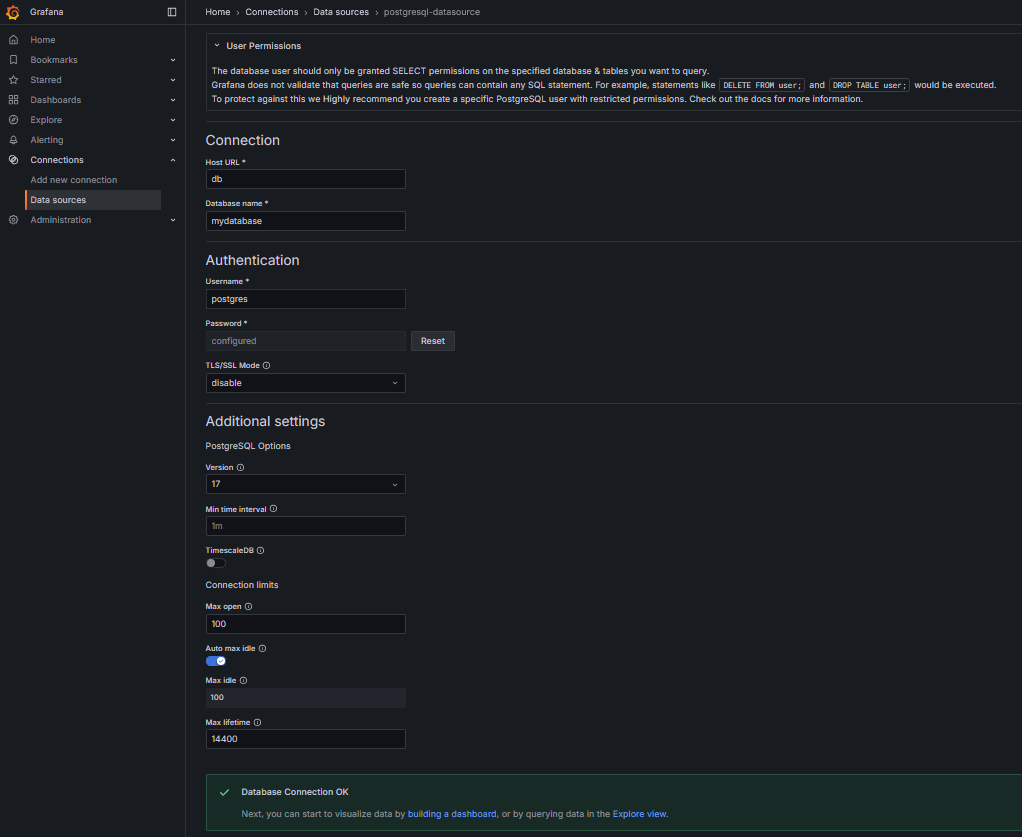 Grafana
Home
Bookmarks
Starred
Dashboards
Explore
Alerting
Connections
Add new connection
Data sources
Administration
Home › Connections › Data sources › postgresql-datasource
User Permissions
The database user should only be granted SELECT permissions on the specified database & tables you want to query.
Grafana does not validate that queries are safe so queries can contain any SQL statement. For example, statements like DELETE FROM user; and DROP TABLE user; would be executed.
To protect against this we Highly recommend you create a specific PostgreSQL user with restricted permissions. Check out the docs for more information.
Connection
Host URL *
db
Database name *
mydatabase
Authentication
Username *
postgres
Password *
configured Reset
TLS/SSL Mode
disable
Additional settings
PostgreSQL Options
Version
17
Min time interval
1m
TimescaleDB
Connection limits
Max open
100
Auto max idle
Max idle
100
Max lifetime
14400
Database Connection OK
Next, you can start to visualize data by building a dashboard, or by querying data in the Explore view.